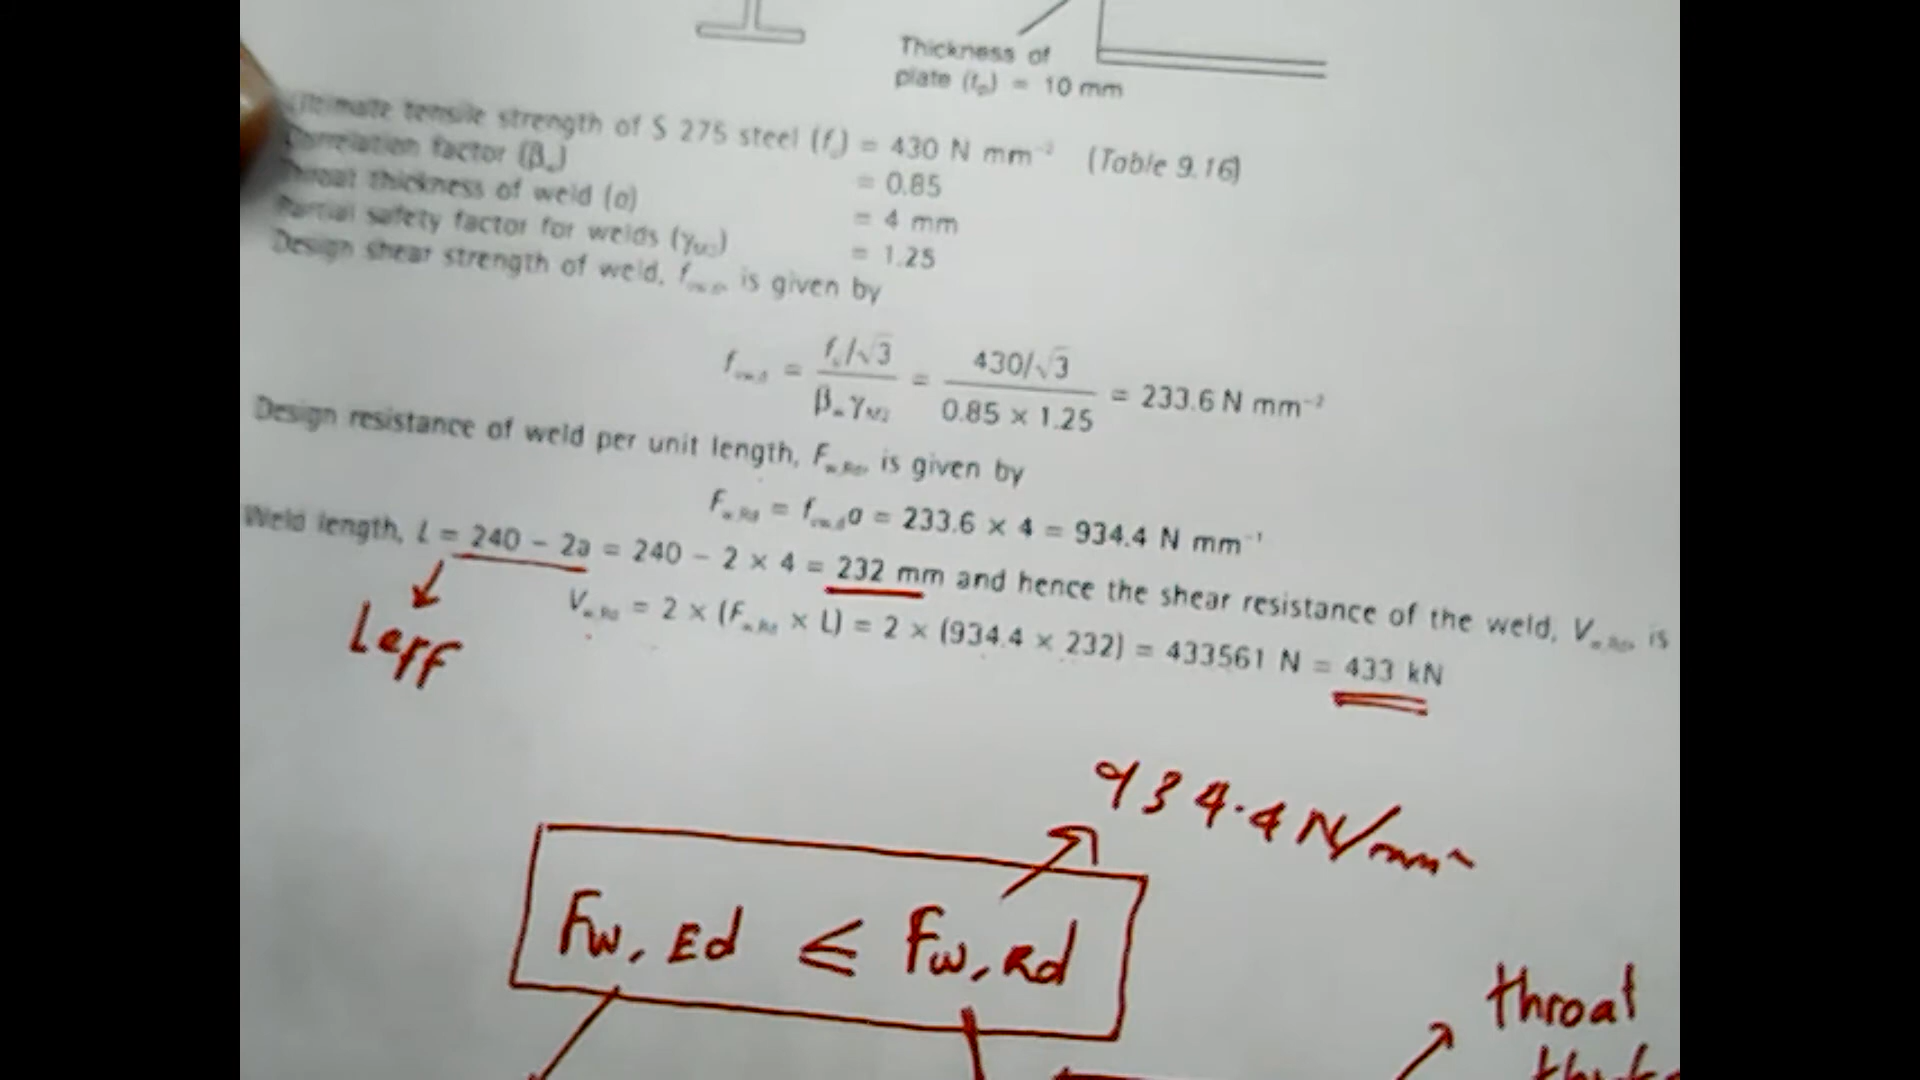 Thickness of
plate (tp) = 10 mm
Ultimate tensile strength of S 275 steel (fu) = 430 N mm⁻² (Table 9.16)
Correlation factor (βw) = 0.85
Throat thickness of weld (a) = 4 mm
Partial safety factor for welds (γM2) = 1.25
Design shear strength of weld, fvw.d, is given by
fvw.d = fu/√3 / βw γM2 = 430/√3 / 0.85 × 1.25 = 233.6 N mm⁻²
Design resistance of weld per unit length, Fw,Rd, is given by
Fw,Rd = fvw.d a = 233.6 × 4 = 934.4 N mm⁻¹
Weld length, L = 240 − 2a = 240 − 2 × 4 = 232 mm and hence the shear resistance of the weld, Vw,Rd, is
Vw,Rd = 2 × (Fw,Rd × L) = 2 × (934.4 × 232) = 433561 N = 433 kN
Leff
934.4 N/mm
Fw,Ed ≤ Fw,Rd
throat